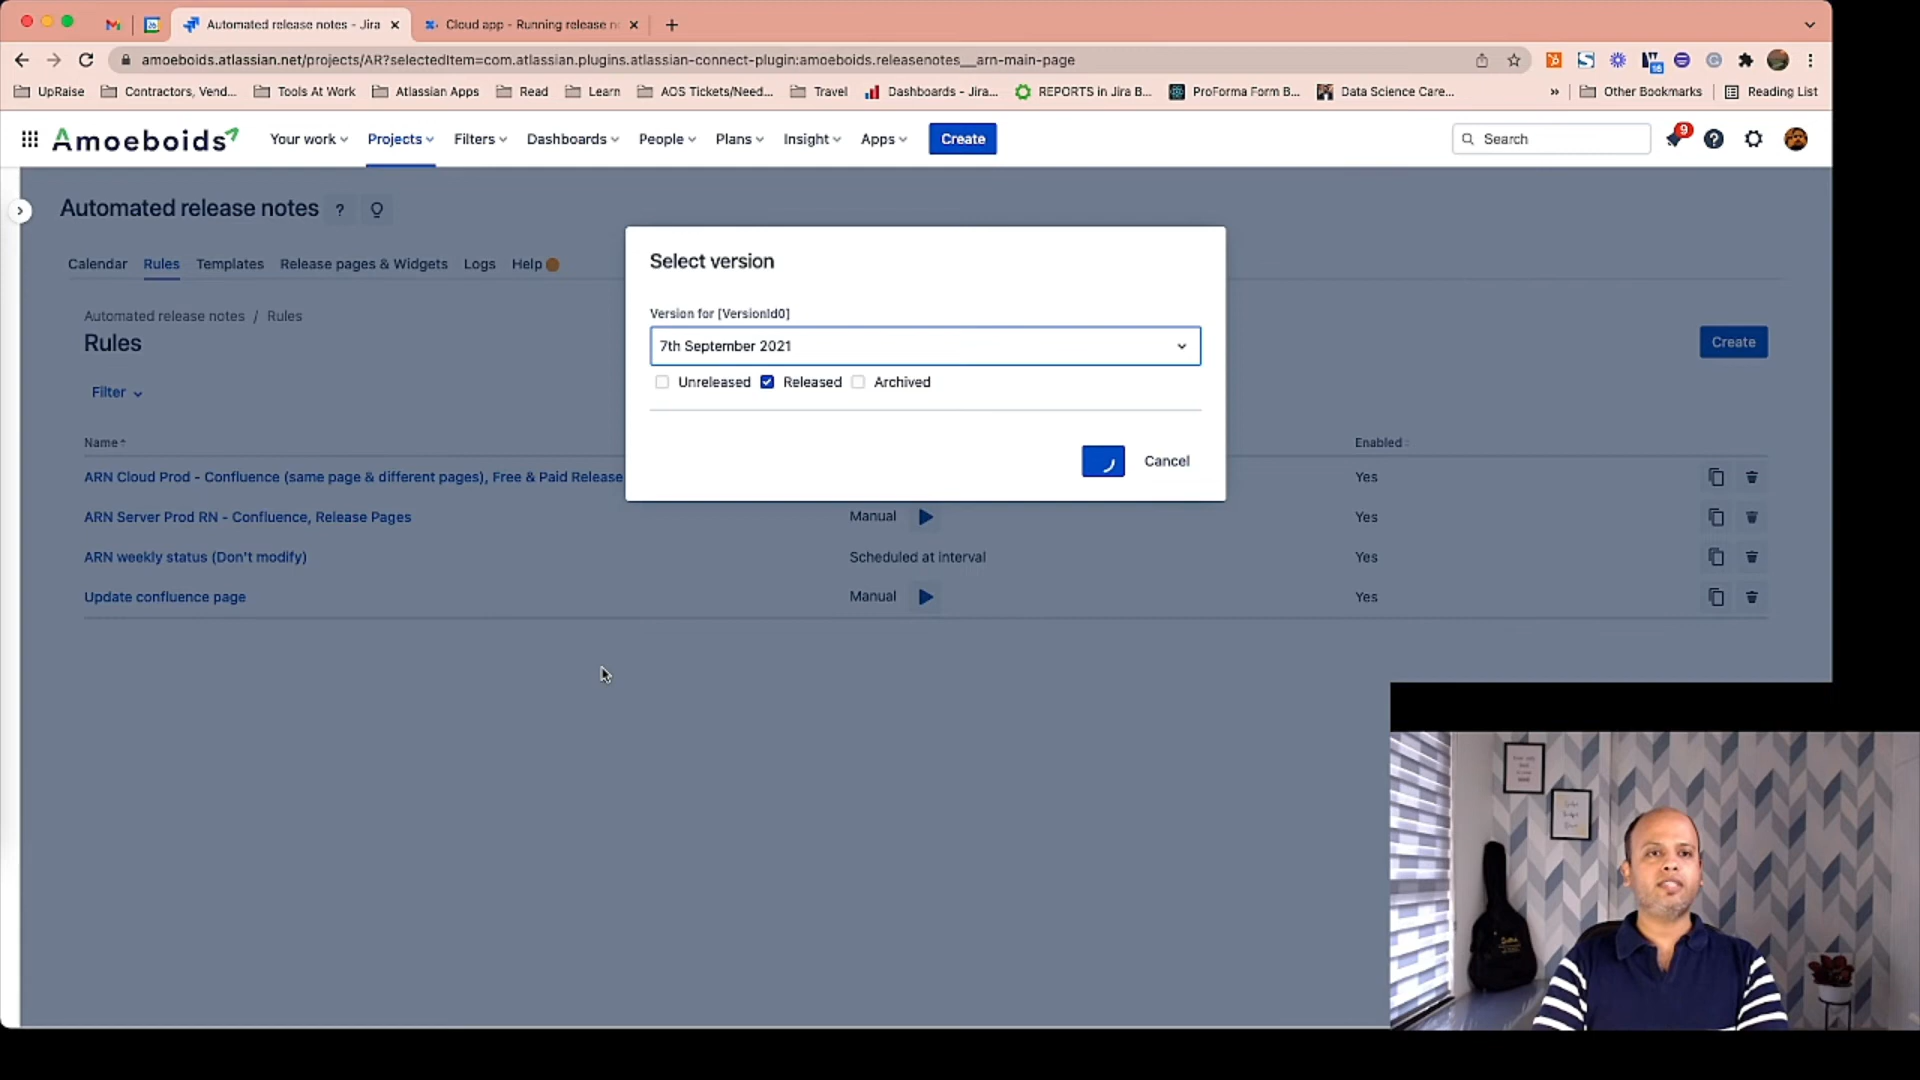 Automated release notes - Jira
Cloud app - Running release n
amoeboids.atlassian.net/projects/AR?selectedItem=com.atlassian.plugins.atlassian-connect-plugin:amoeboids.releasenotes__arn-main-page
UpRaise
Contractors, Vend...
Tools At Work
Atlassian Apps
Read
Learn
AOS Tickets/Need...
Travel
Dashboards - Jira...
REPORTS in Jira B...
ProForma Form B...
Data Science Care...
»
Other Bookmarks
Reading List
Amoeboids
Your work
Projects
Filters
Dashboards
People
Plans
Insight
Apps
Create
Search
9
Automated release notes
?
Calendar
Rules
Templates
Release pages & Widgets
Logs
Help
Automated release notes / Rules
Rules
Create
Filter
Name
Enabled
ARN Cloud Prod - Confluence (same page & different pages), Free & Paid Release
Yes
ARN Server Prod RN - Confluence, Release Pages
Manual
Yes
ARN weekly status (Don't modify)
Scheduled at interval
Yes
Update confluence page
Manual
Yes
Select version
Version for [VersionId0]
7th September 2021
Unreleased
Released
Archived
Cancel